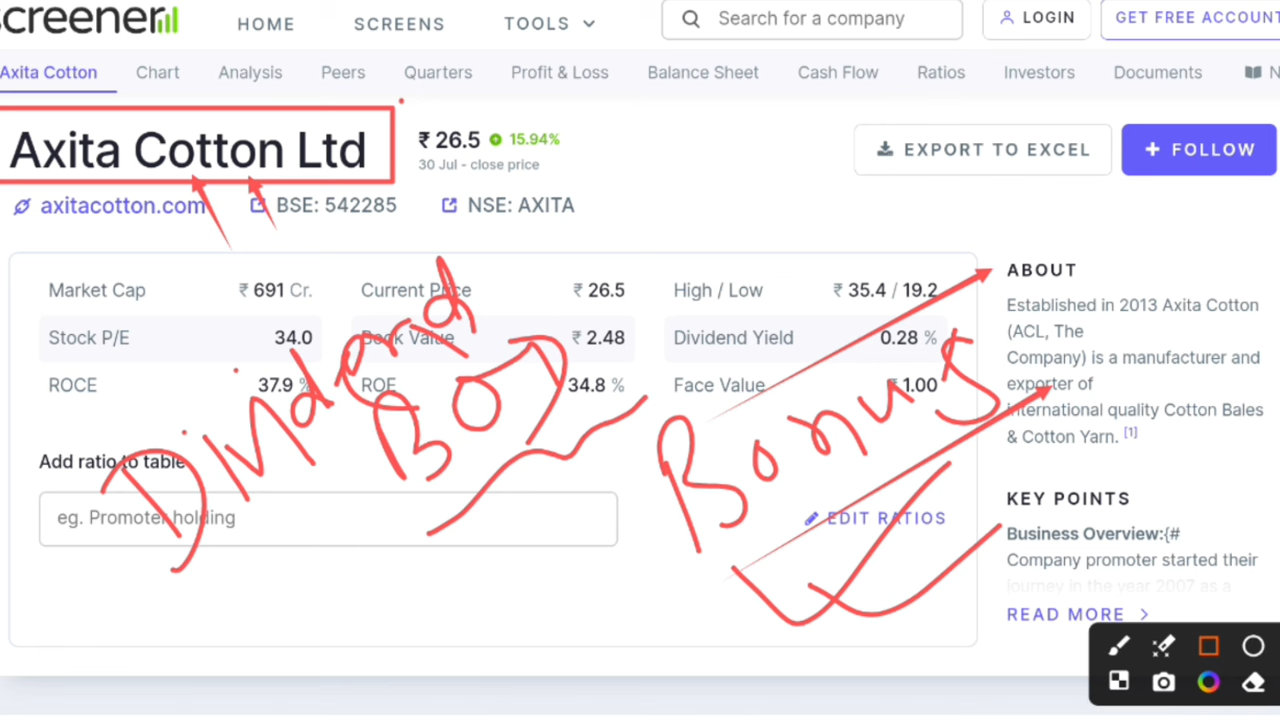 screener
HOME SCREENS TOOLS
Search for a company
LOGIN
GET FREE ACCOUNT
Axita Cotton Chart Analysis Peers Quarters Profit & Loss Balance Sheet Cash Flow Ratios Investors Documents N
Axita Cotton Ltd
₹ 26.5 15.94%
30 Jul - close price
EXPORT TO EXCEL
+ FOLLOW
axitacotton.com BSE: 542285 NSE: AXITA
Market Cap ₹ 691 Cr.
Current Price ₹ 26.5
High / Low ₹ 35.4 / 19.2
Stock P/E 34.0
Book Value ₹ 2.48
Dividend Yield 0.28 %
ROCE 37.9 %
ROE 34.8 %
Face Value ₹ 1.00
Add ratio to table
eg. Promoter holding
EDIT RATIOS
Dividend
BOD
Bonus
ABOUT
Established in 2013 Axita Cotton
(ACL, The
Company) is a manufacturer and
exporter of
international quality Cotton Bales
& Cotton Yarn. [1]
KEY POINTS
Business Overview:{#
Company promoter started their
journey in the year 2007 as a
READ MORE